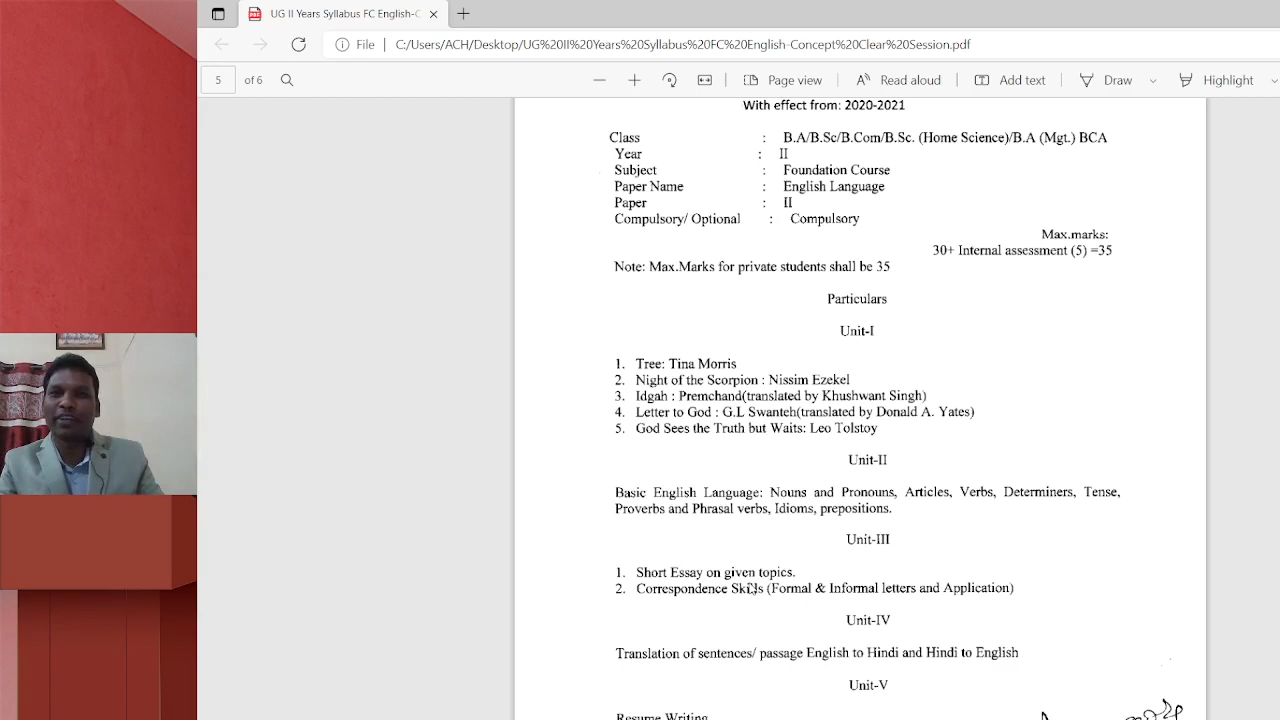 UG II Years Syllabus FC English-C
File
C:/Users/ACH/Desktop/UG%20II%20Years%20Syllabus%20FC%20English-Concept%20Clear%20Session.pdf
5 of 6
Page view
Read aloud
Add text
Draw
Highlight
With effect from: 2020-2021
Class : B.A/B.Sc/B.Com/B.Sc. (Home Science)/B.A (Mgt.) BCA
Year : II
Subject : Foundation Course
Paper Name : English Language
Paper : II
Compulsory/ Optional : Compulsory
Max.marks:
30+ Internal assessment (5) =35
Note: Max.Marks for private students shall be 35
Particulars
Unit-I
1. Tree: Tina Morris
2. Night of the Scorpion : Nissim Ezekel
3. Idgah : Premchand(translated by Khushwant Singh)
4. Letter to God : G.L Swanteh(translated by Donald A. Yates)
5. God Sees the Truth but Waits: Leo Tolstoy
Unit-II
Basic English Language: Nouns and Pronouns, Articles, Verbs, Determiners, Tense,
Proverbs and Phrasal verbs, Idioms, prepositions.
Unit-III
1. Short Essay on given topics.
2. Correspondence Skills (Formal & Informal letters and Application)
Unit-IV
Translation of sentences/ passage English to Hindi and Hindi to English
Unit-V
Resume Writing